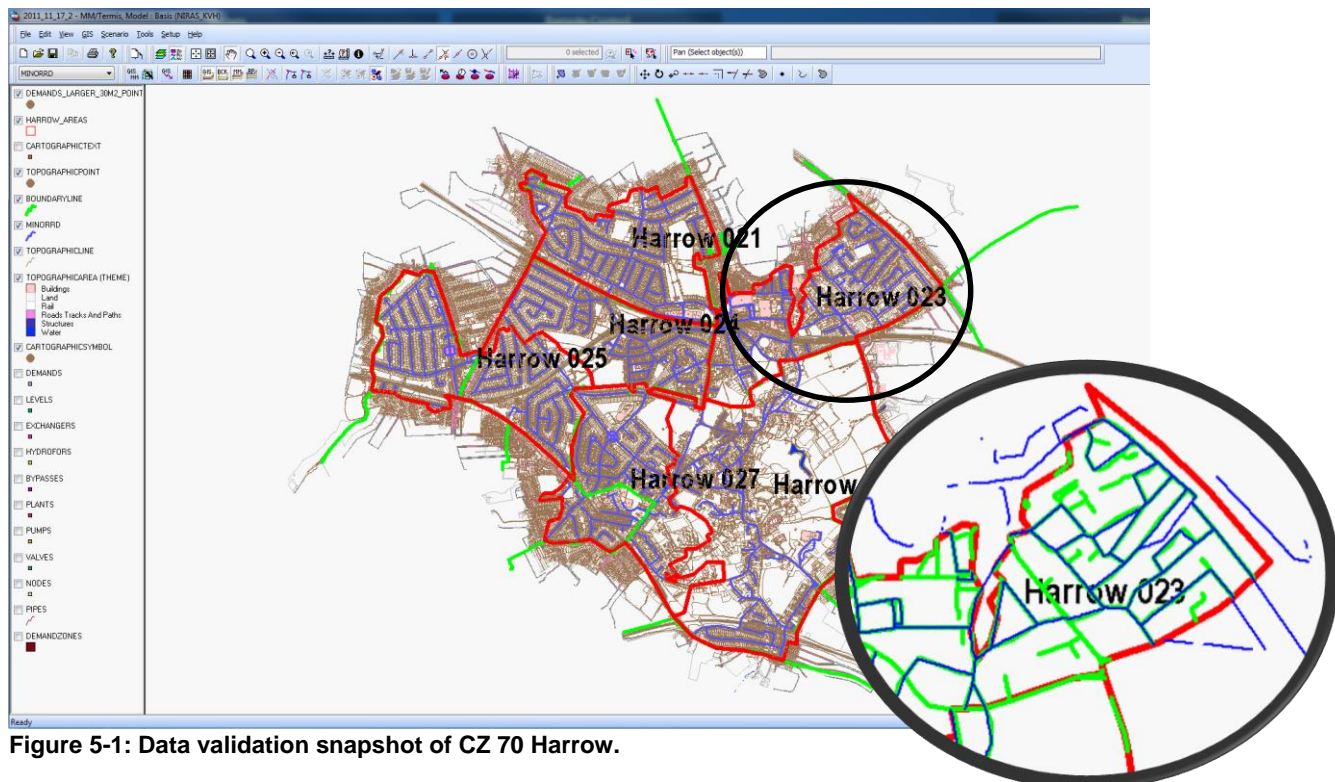 2011_11_17_2 - MM/Termis, Model : Basis (NIRAS_KVH)
File Edit View GIS Scenario Tools Setup Help
0 selected
Pan (Select object(s))
MINORRD
DEMANDS_LARGER_30M2_POINT
HARROW_AREAS
CARTOGRAPHICTEXT
TOPOGRAPHICPOINT
BOUNDARYLINE
MINORRD
TOPOGRAPHICLINE
TOPOGRAPHICAREA (THEME)
Buildings
Land
Rail
Roads Tracks And Paths
Structures
Water
CARTOGRAPHICSYMBOL
DEMANDS
LEVELS
EXCHANGERS
HYDROFORS
BYPASSES
PLANTS
PUMPS
VALVES
NODES
PIPES
DEMANDZONES
Harrow 021
Harrow 023
Harrow 024
Harrow 025
Harrow 027
Harrow
Harrow 023
Ready
Figure 5-1: Data validation snapshot of CZ 70 Harrow.